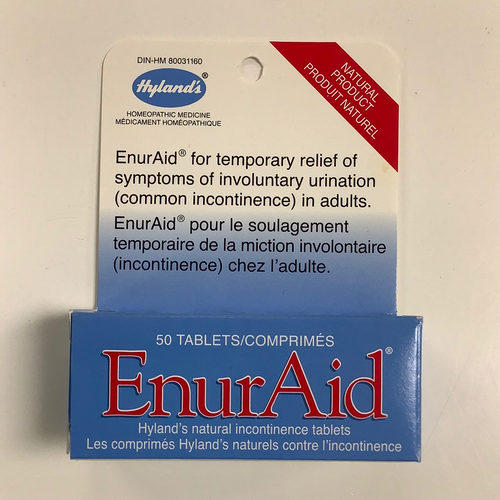 DIN-HM 80031160
Hyland's®
HOMEOPATHIC MEDICINE
MÉDICAMENT HOMÉOPATHIQUE
NATURAL
PRODUCT
PRODUIT NATUREL
EnurAid® for temporary relief of
symptoms of involuntary urination
(common incontinence) in adults.
EnurAid® pour le soulagement
temporaire de la miction involontaire
(incontinence) chez l'adulte.
50 TABLETS/COMPRIMÉS
EnurAid®
Hyland's natural incontinence tablets
Les comprimés Hyland's naturels contre l'incontinence